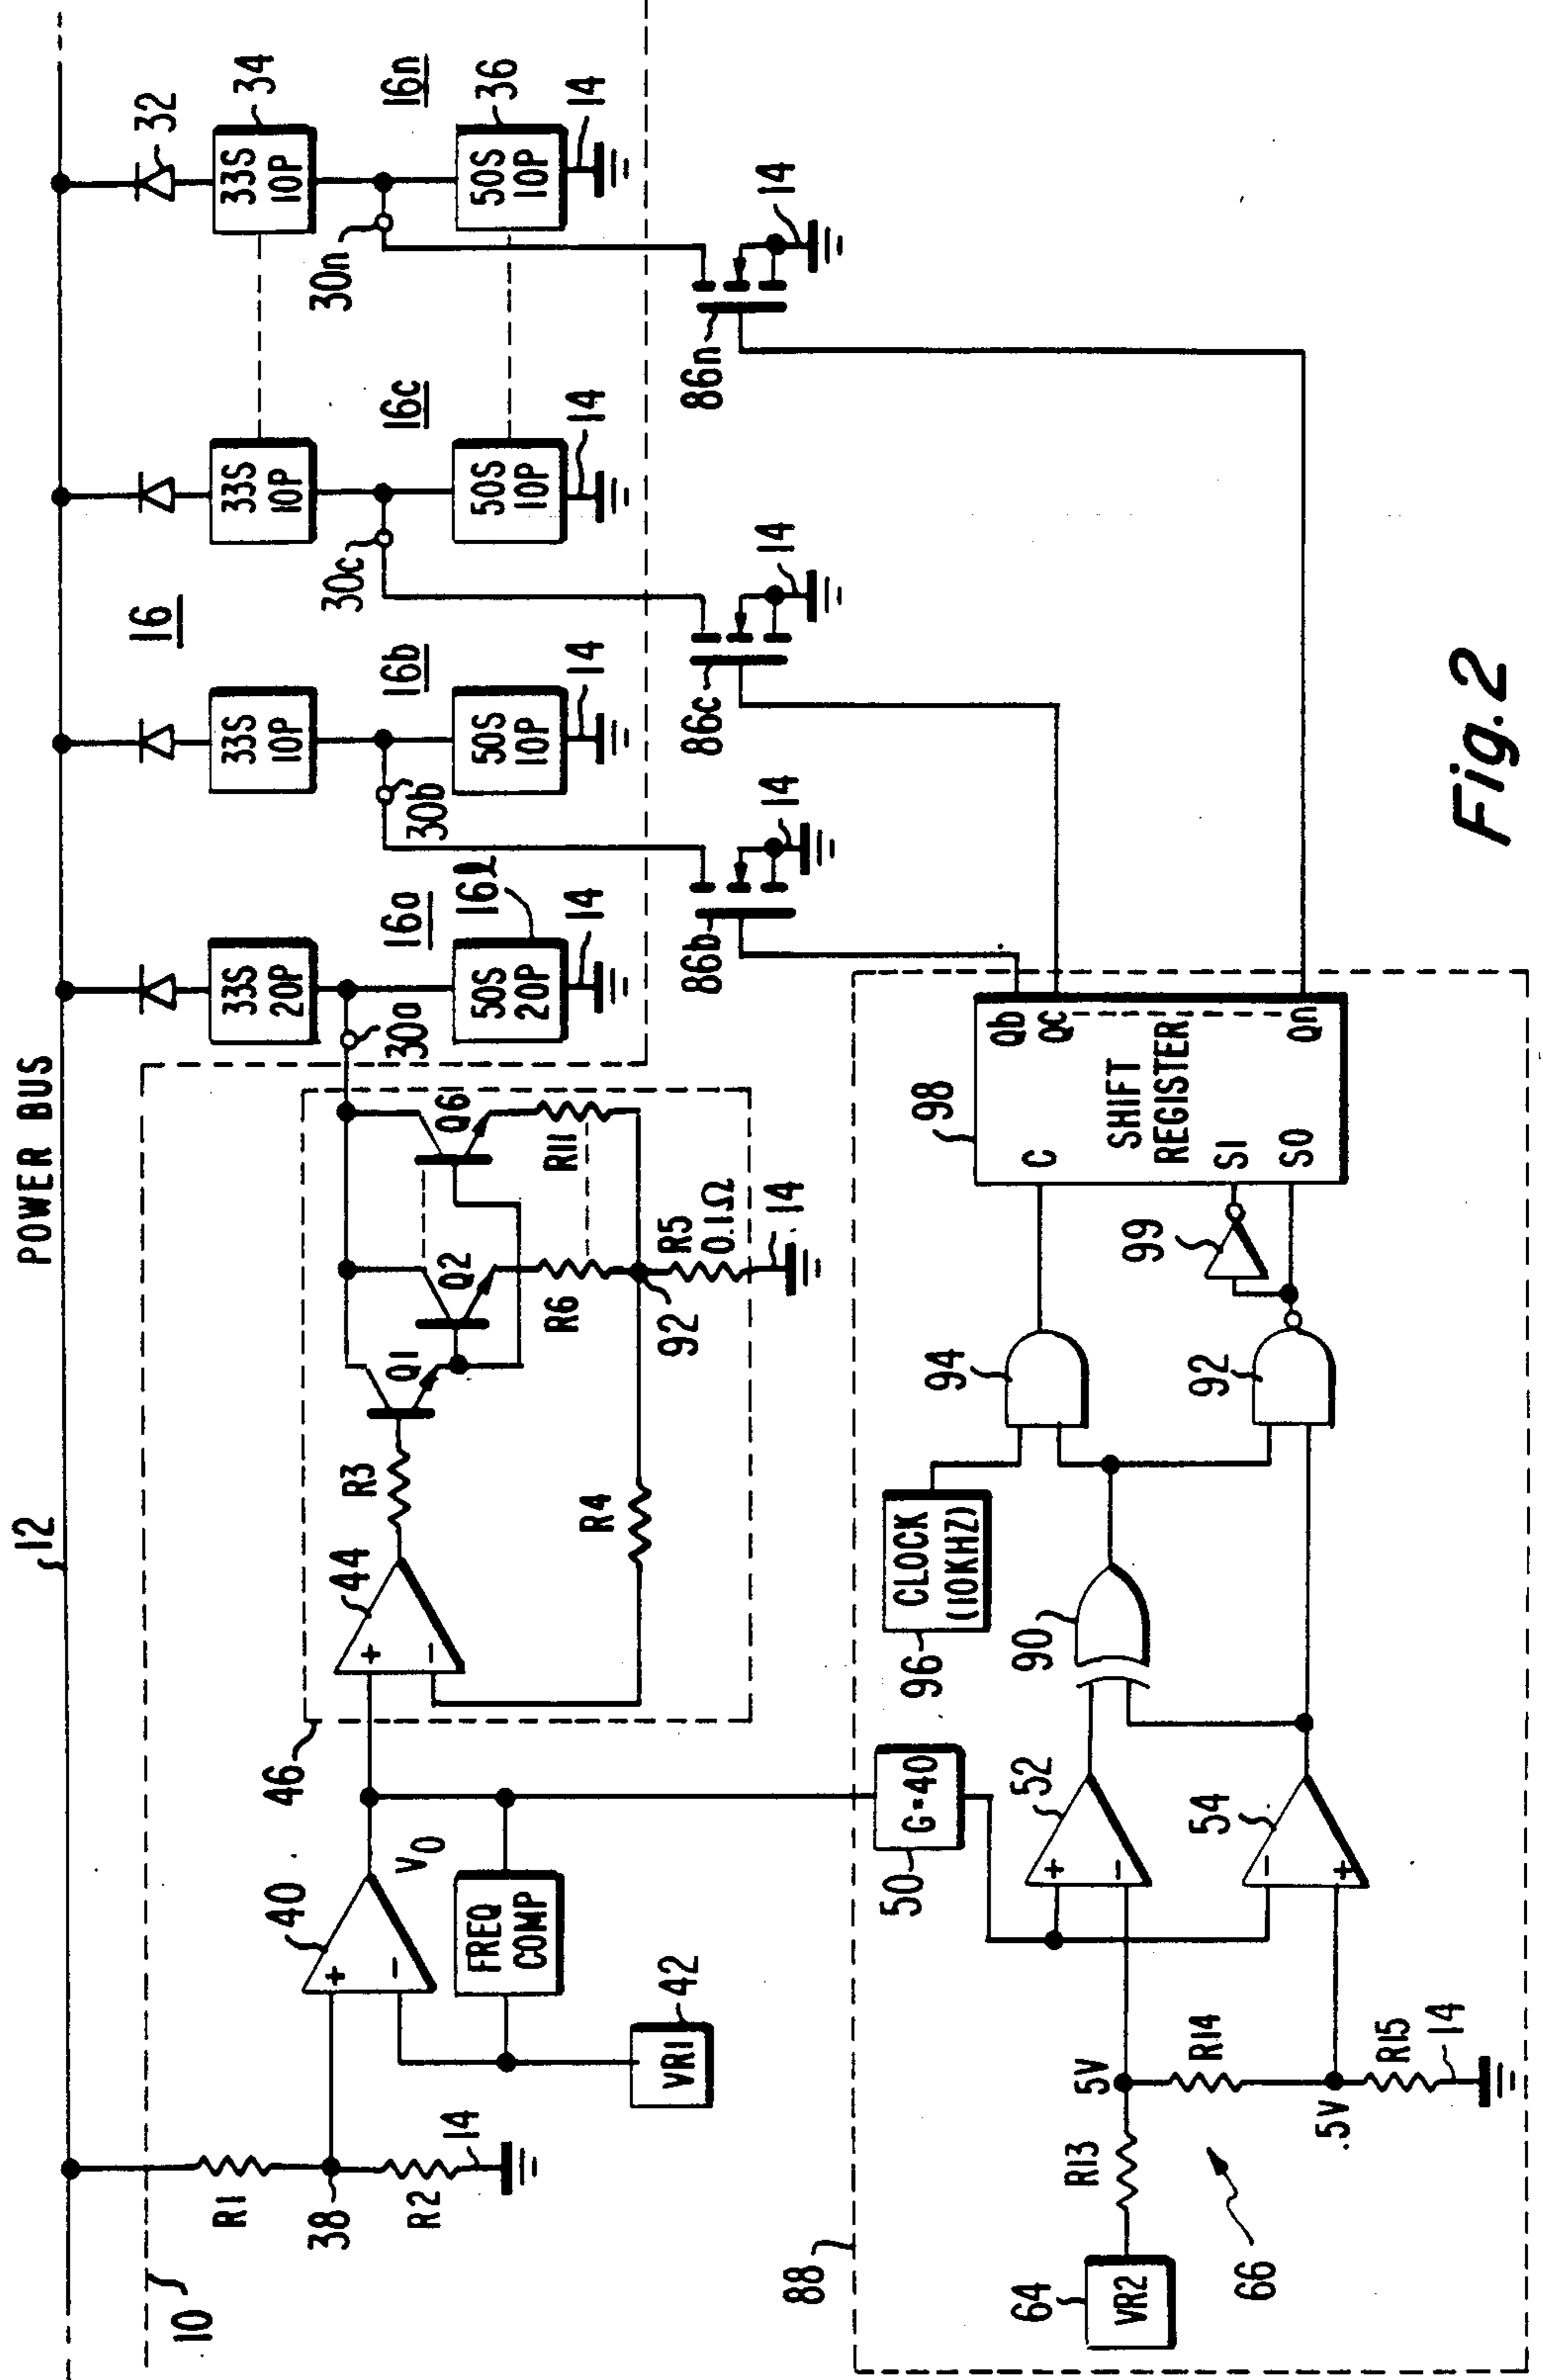 POWER BUS
12
16
32
33S
20P
33S
10P
33S
10P
33S
10P
34
30a
16a
30b
16b
30c
16c
30n
16n
16l
50S
20P
50S
10P
50S
10P
50S
10P
36
14
14
14
14
10
R1
38
R2
14
40
+
−
V0
FREQ
COMP
VR1
42
46
44
+
−
R3
R4
Q1
Q2
Q6
R6
R11
92
R5
0.1Ω
14
86b
14
86c
14
86n
14
88
50
G=40
64
VR2
R13
5V
R14
.5V
R15
14
66
52
+
−
54
−
+
90
96
CLOCK
(10KHZ)
94
92
99
98
C
S1
S0
SHIFT
REGISTER
Qb
Qc
Qn
Fig. 2